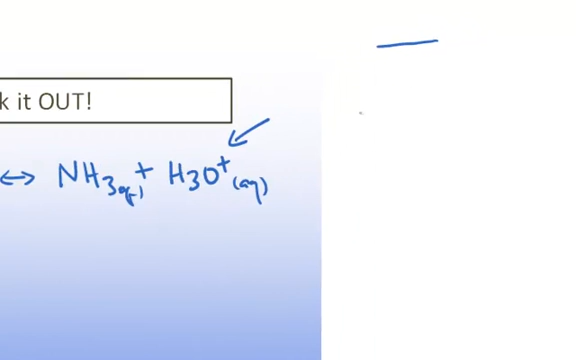 k it OUT!
↔ NH₃(aq) + H₃O⁺(aq)